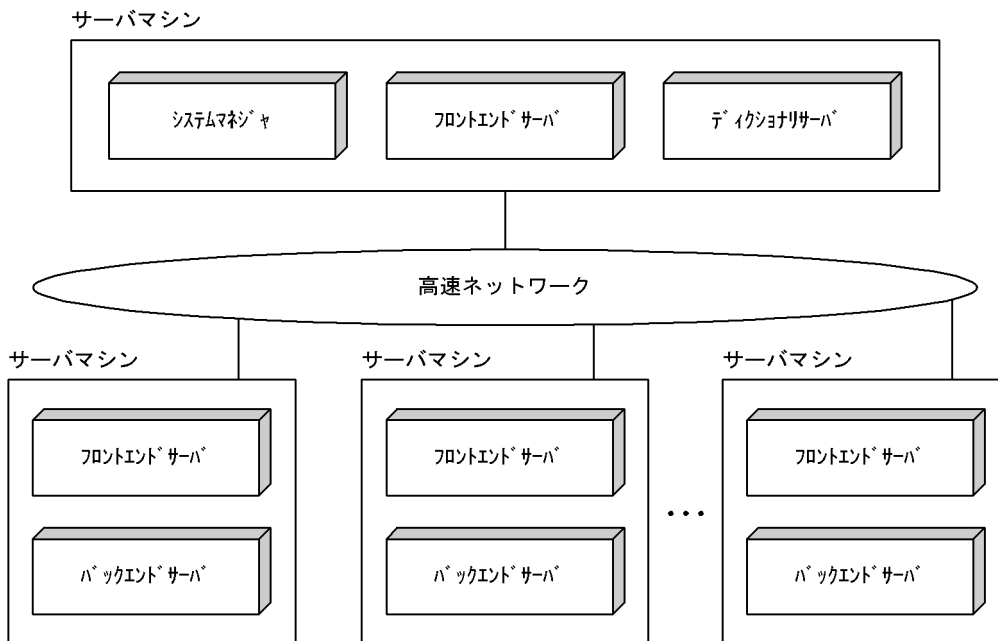 サーバマシン
ｼｽﾃﾑﾏﾈｼﾞｬ
ﾌﾛﾝﾄｴﾝﾄﾞｻｰﾊﾞ
ﾃﾞｨｸｼｮﾅﾘｻｰﾊﾞ
高速ネットワーク
サーバマシン
サーバマシン
サーバマシン
ﾌﾛﾝﾄｴﾝﾄﾞｻｰﾊﾞ
ﾌﾛﾝﾄｴﾝﾄﾞｻｰﾊﾞ
ﾌﾛﾝﾄｴﾝﾄﾞｻｰﾊﾞ
…
ﾊﾞｯｸｴﾝﾄﾞｻｰﾊﾞ
ﾊﾞｯｸｴﾝﾄﾞｻｰﾊﾞ
ﾊﾞｯｸｴﾝﾄﾞｻｰﾊﾞ